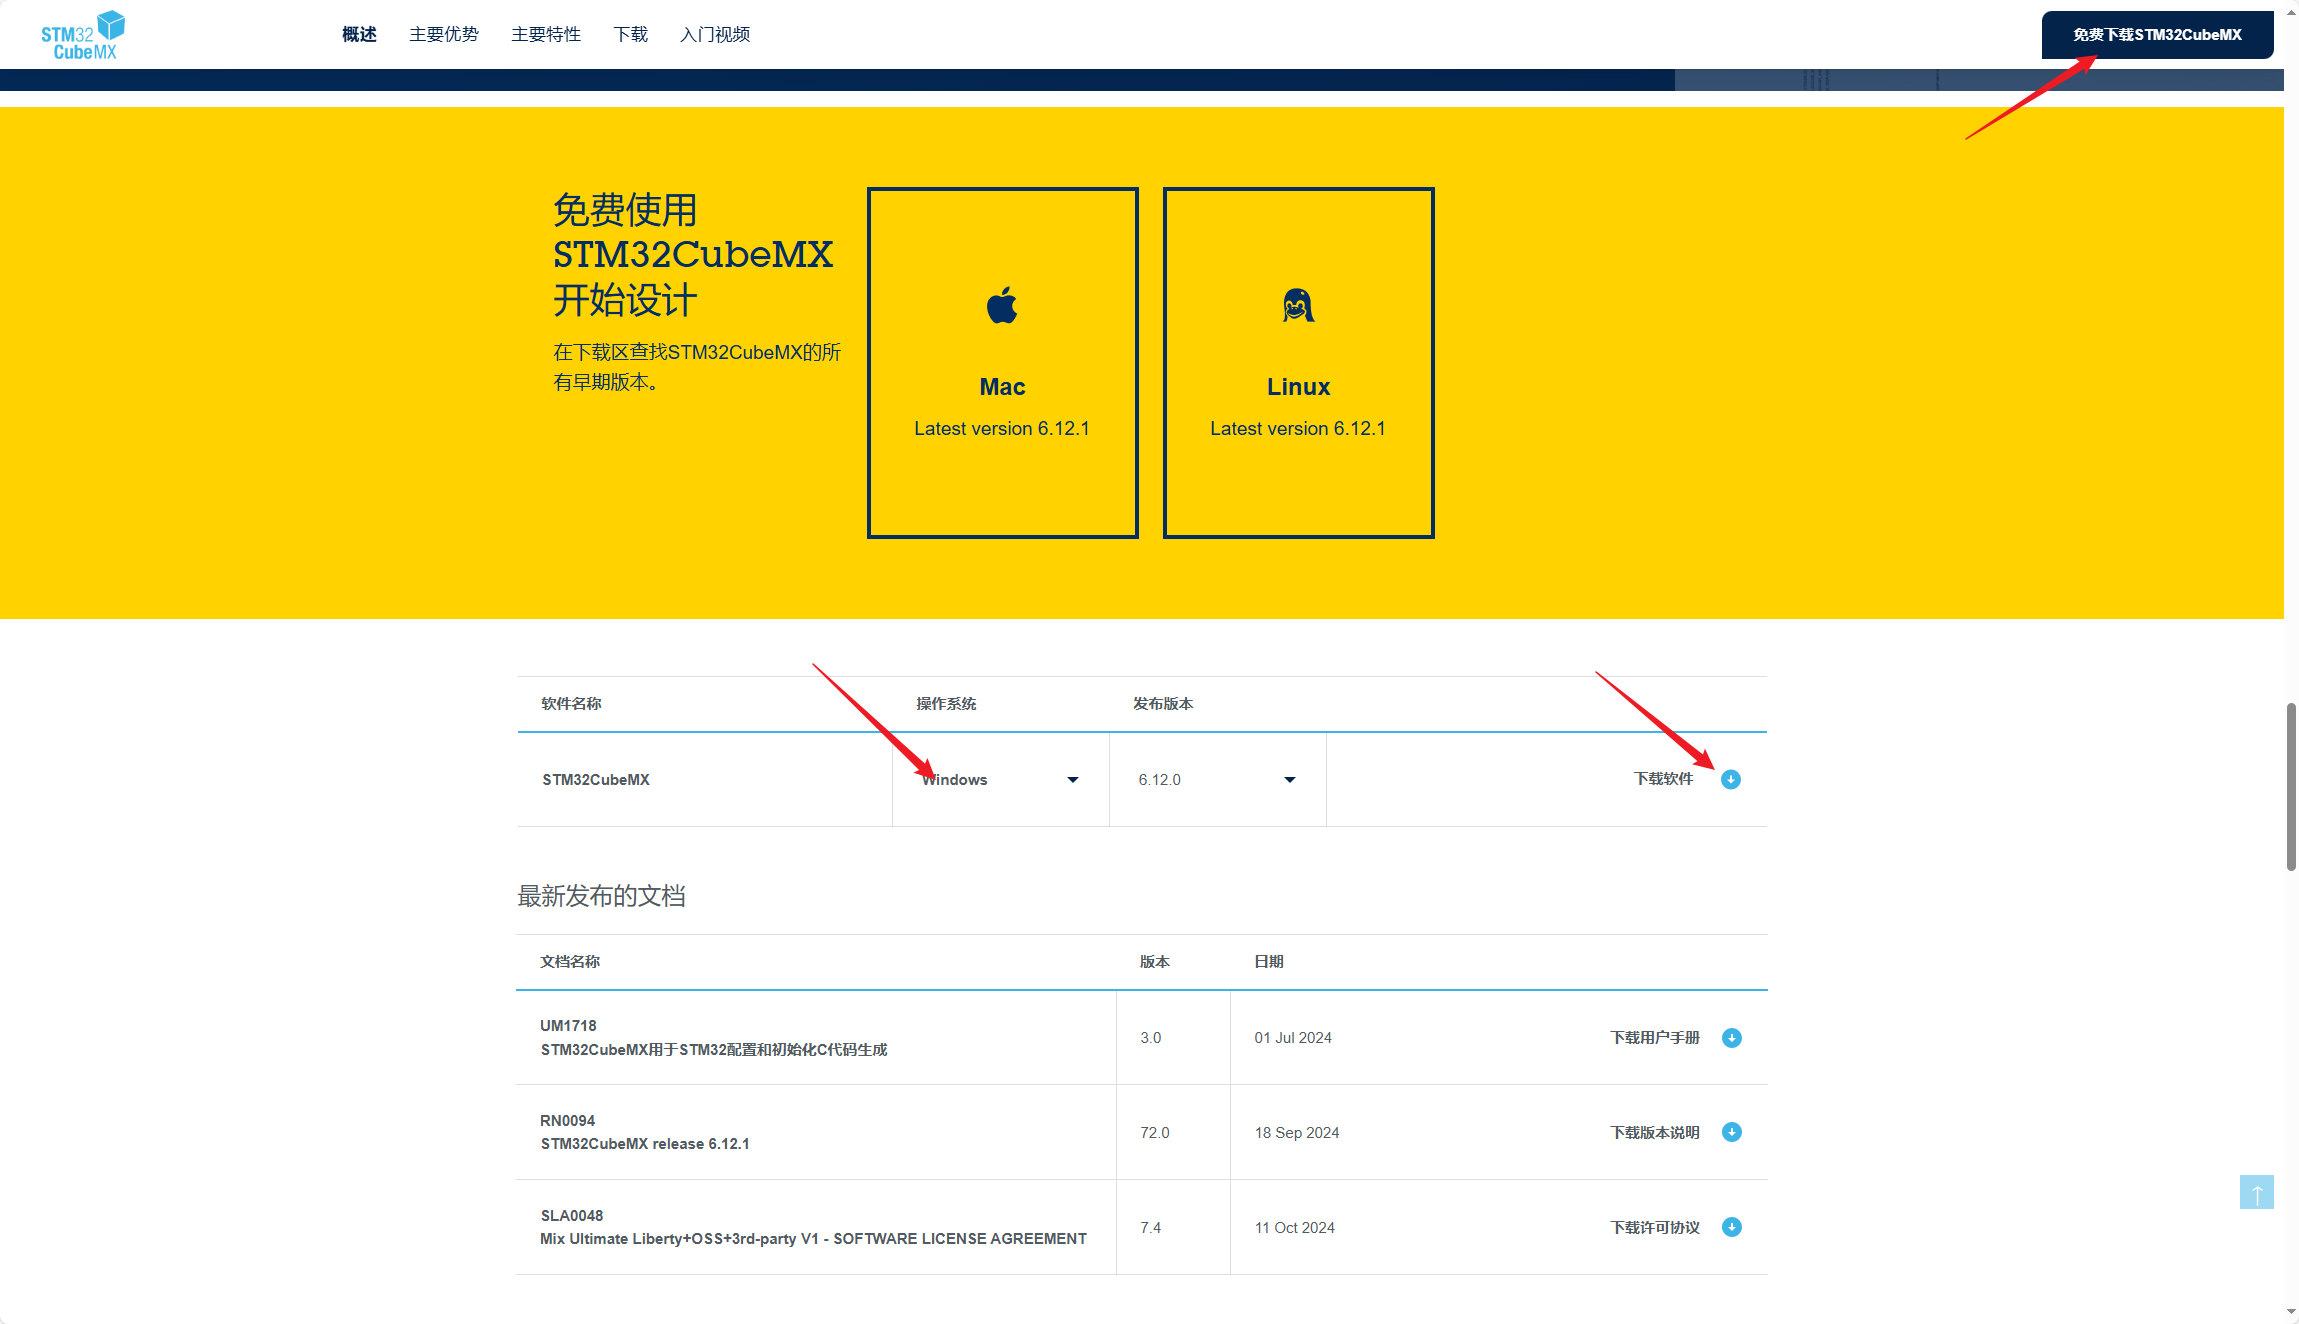 STM32
CubeMX
概述
主要优势
主要特性
下载
入门视频
免费下载STM32CubeMX
免费使用
STM32CubeMX
开始设计
在下载区查找STM32CubeMX的所
有早期版本。
Mac
Latest version 6.12.1
Linux
Latest version 6.12.1
软件名称
操作系统
发布版本
STM32CubeMX
Windows
6.12.0
下载软件
最新发布的文档
文档名称
版本
日期
UM1718
STM32CubeMX用于STM32配置和初始化C代码生成
3.0
01 Jul 2024
下载用户手册
RN0094
STM32CubeMX release 6.12.1
72.0
18 Sep 2024
下载版本说明
SLA0048
Mix Ultimate Liberty+OSS+3rd-party V1 - SOFTWARE LICENSE AGREEMENT
7.4
11 Oct 2024
下载许可协议